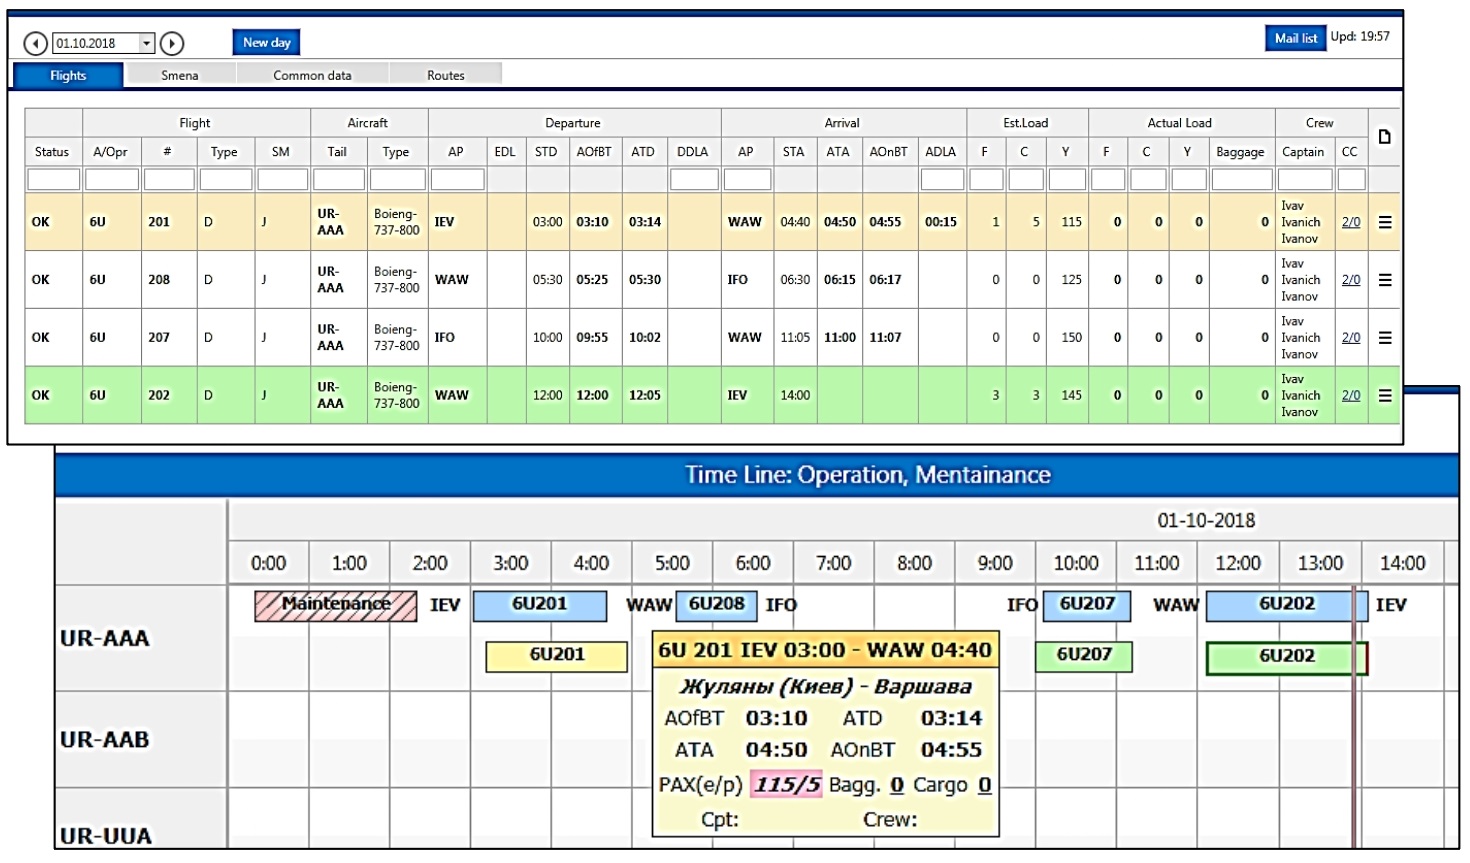 01.10.2018 New day Mail list Upd: 19:57
Flights Smena Common data Routes
Flight Aircraft Departure Arrival Est.Load Actual Load Crew
Status A/Opr # Type SM Tail Type AP EDL STD AOfBT ATD DDLA AP STA ATA AOnBT ADLA F C Y F C Y Baggage Captain CC
OK 6U 201 D J UR-AAA Boieng-737-800 IEV 03:00 03:10 03:14 WAW 04:40 04:50 04:55 00:15 1 5 115 0 0 0 0 Ivav Ivanich Ivanov 2/0
OK 6U 208 D J UR-AAA Boieng-737-800 WAW 05:30 05:25 05:30 IFO 06:30 06:15 06:17 0 0 125 0 0 0 0 Ivav Ivanich Ivanov 2/0
OK 6U 207 D J UR-AAA Boieng-737-800 IFO 10:00 09:55 10:02 WAW 11:05 11:00 11:07 0 0 150 0 0 0 0 Ivav Ivanich Ivanov 2/0
OK 6U 202 D J UR-AAA Boieng-737-800 WAW 12:00 12:00 12:05 IEV 14:00 3 3 145 0 0 0 0 Ivav Ivanich Ivanov 2/0
Time Line: Operation, Mentainance
01-10-2018
0:00 1:00 2:00 3:00 4:00 5:00 6:00 7:00 8:00 9:00 10:00 11:00 12:00 13:00 14:00
Maintenance IEV 6U201 WAW 6U208 IFO IFO 6U207 WAW 6U202 IEV
UR-AAA
6U201 6U207 6U202
6U 201 IEV 03:00 - WAW 04:40
Жуляны (Киев) - Варшава
AOfBT 03:10 ATD 03:14
ATA 04:50 AOnBT 04:55
PAX(e/p) 115/5 Bagg. 0 Cargo 0
Cpt: Crew:
UR-AAB
UR-UUA